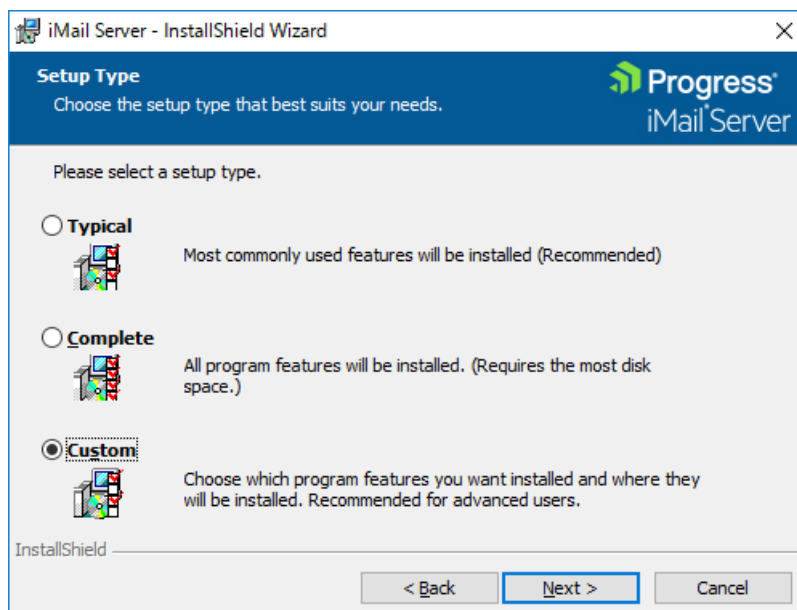 iMail Server - InstallShield Wizard
Setup Type
Choose the setup type that best suits your needs.
Progress®
iMail® Server
Please select a setup type.
Typical
Most commonly used features will be installed (Recommended)
Complete
All program features will be installed. (Requires the most disk
space.)
Custom
Choose which program features you want installed and where they
will be installed. Recommended for advanced users.
InstallShield
< Back
Next >
Cancel